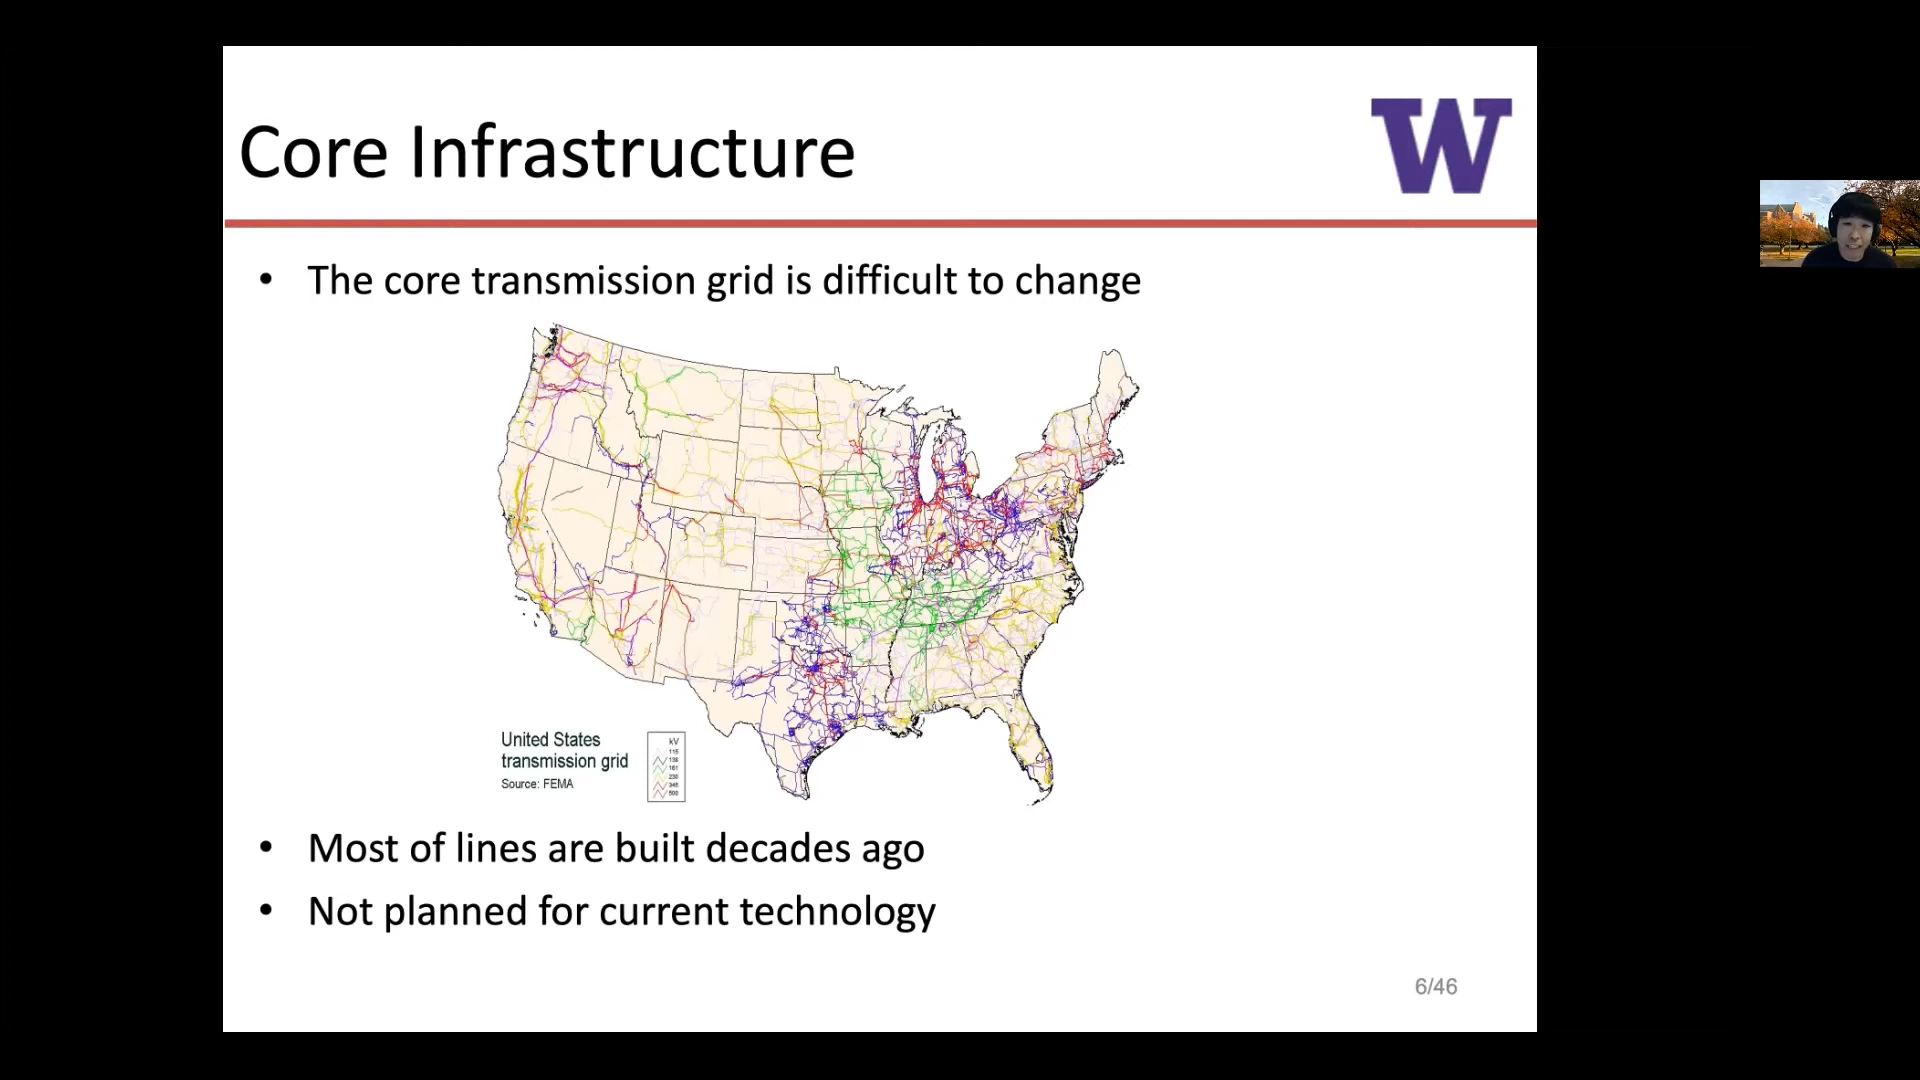 Core Infrastructure
W
• The core transmission grid is difficult to change
United States
transmission grid
Source: FEMA
kV
115
138
161
230
345
500
• Most of lines are built decades ago
• Not planned for current technology
6/46